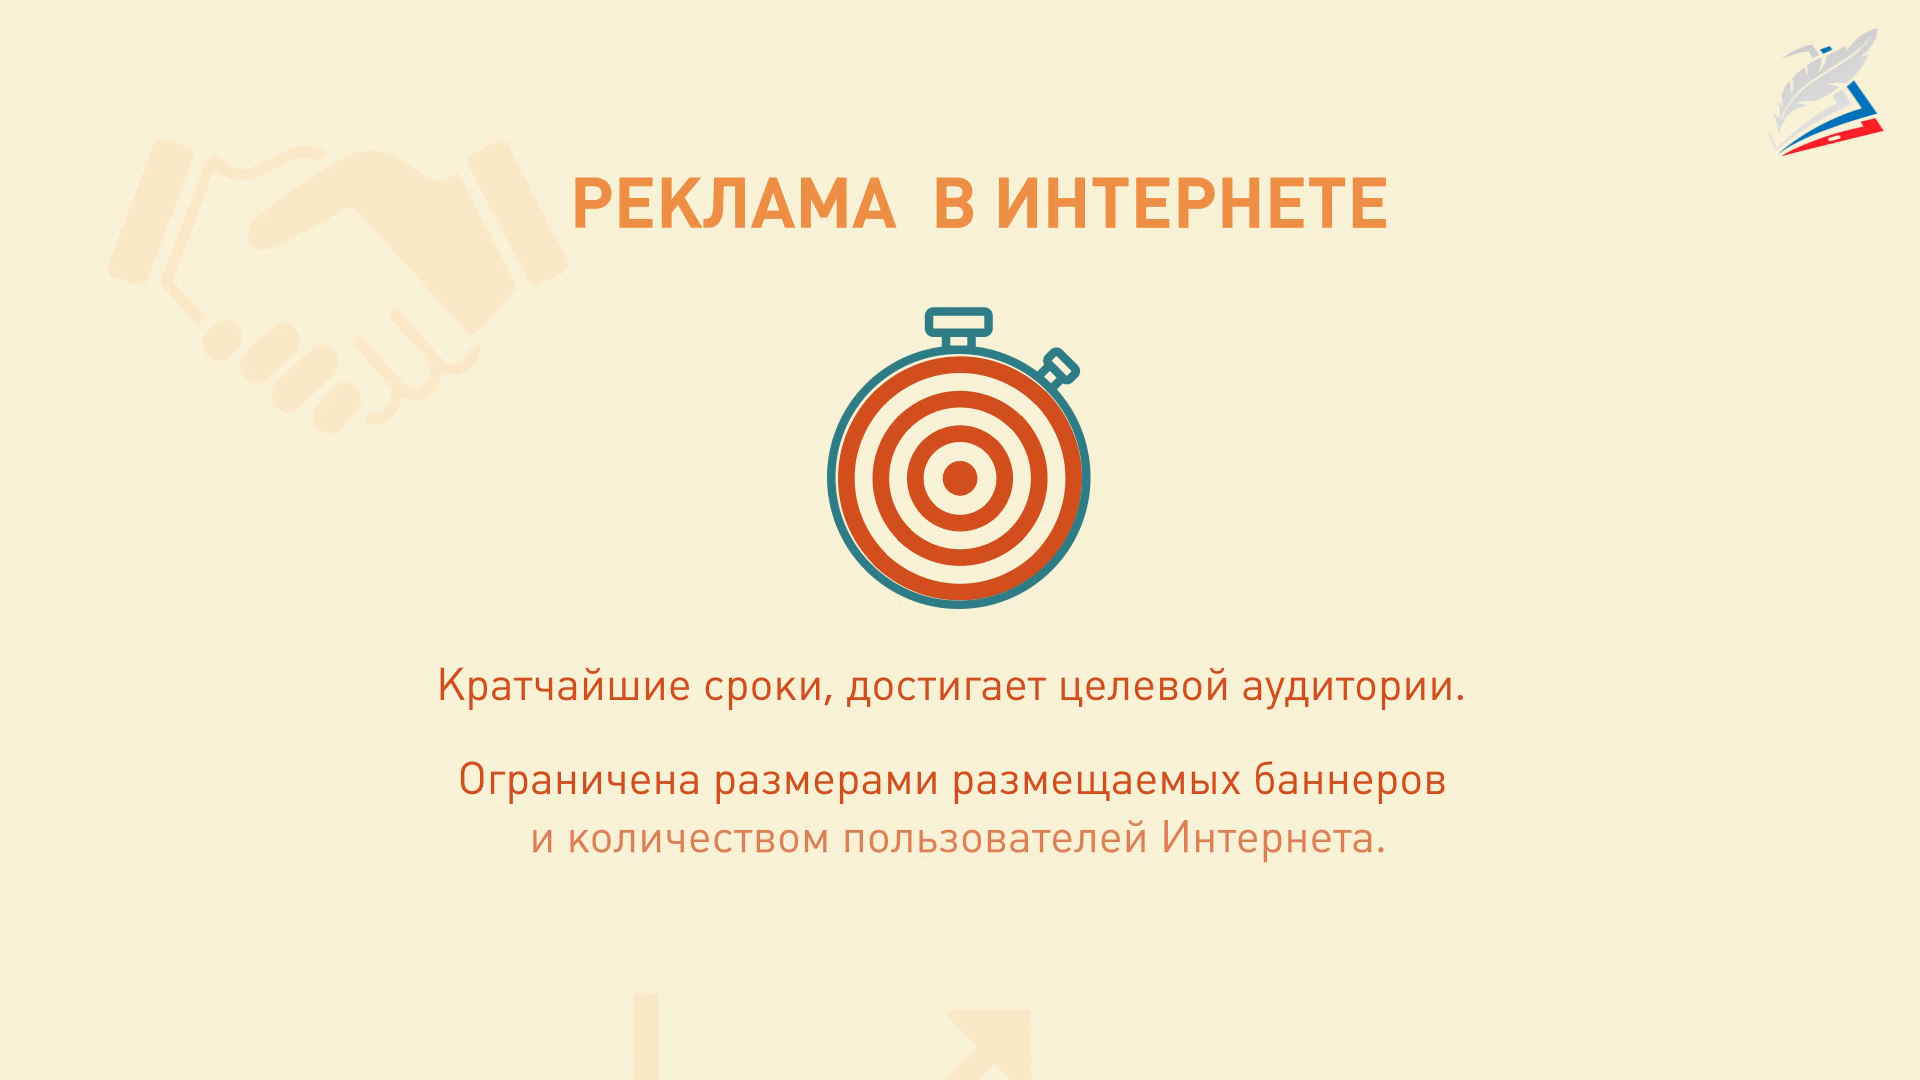 РЕКЛАМА В ИНТЕРНЕТЕ
Кратчайшие сроки, достигает целевой аудитории.
Ограничена размерами размещаемых баннеров
и количеством пользователей Интернета.